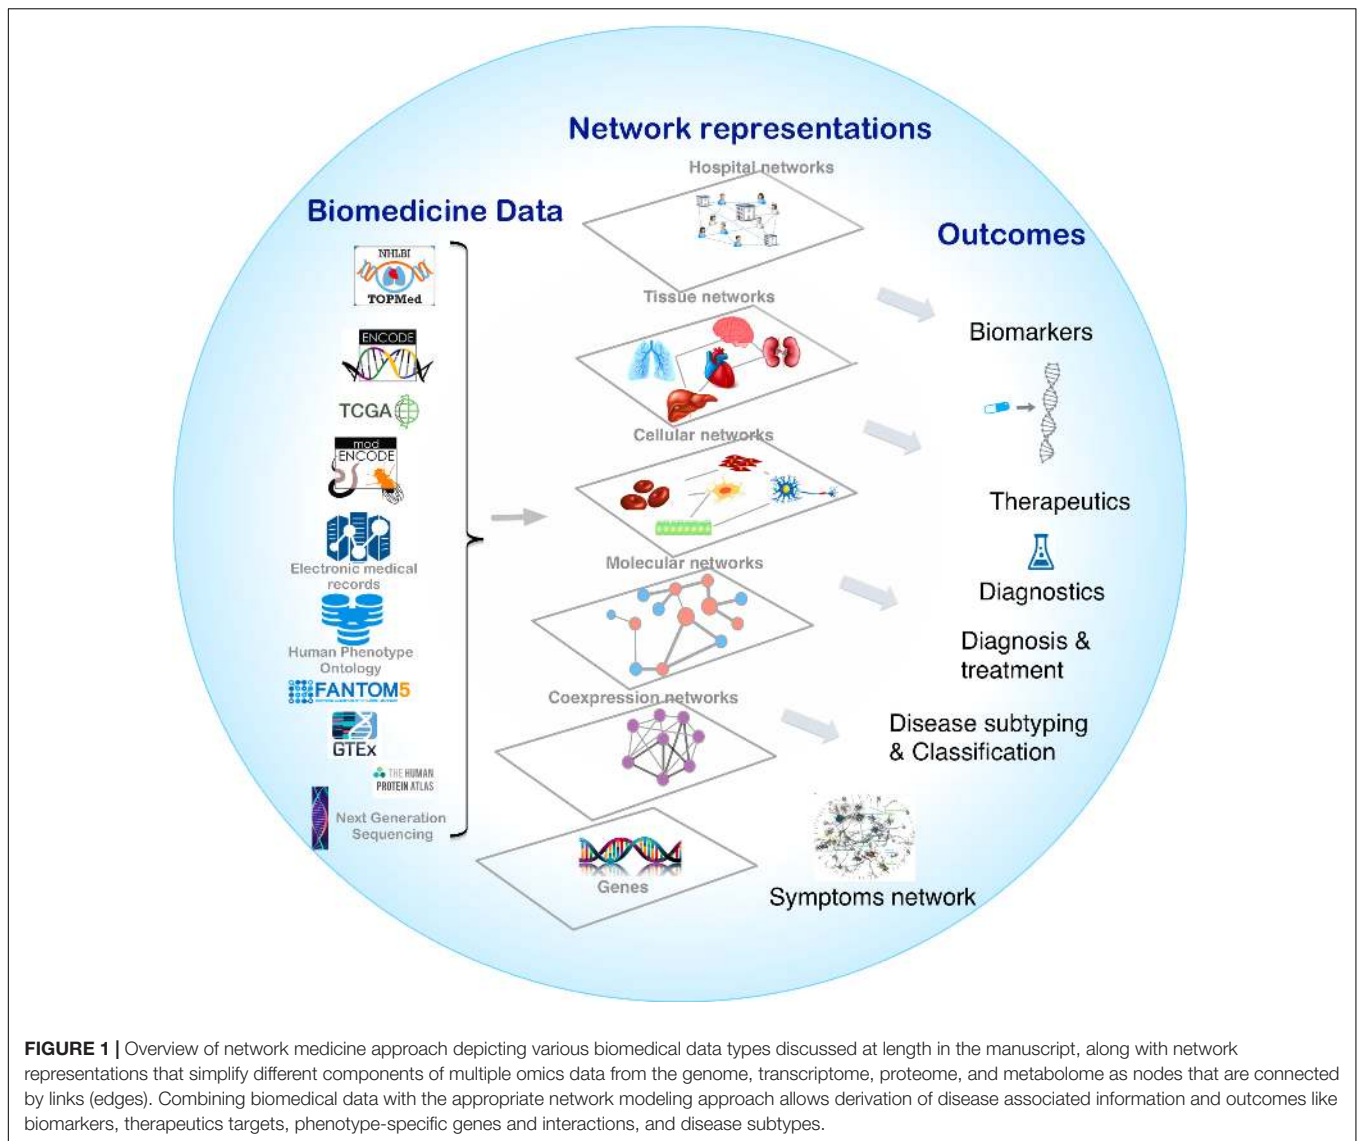 Network representations
Hospital networks
Biomedicine Data
Outcomes
NHLBI
TOPMed
Tissue networks
Biomarkers
ENCODE
TCGA
Cellular networks
mod
ENCODE
Therapeutics
Electronic medical
records
Molecular networks
Diagnostics
Diagnosis &
treatment
Human Phenotype
Ontology
FANTOM5
Coexpression networks
Disease subtyping
& Classification
GTEx
THE HUMAN
PROTEIN ATLAS
Next Generation
Sequencing
Genes
Symptoms network
FIGURE 1 | Overview of network medicine approach depicting various biomedical data types discussed at length in the manuscript, along with network
representations that simplify different components of multiple omics data from the genome, transcriptome, proteome, and metabolome as nodes that are connected
by links (edges). Combining biomedical data with the appropriate network modeling approach allows derivation of disease associated information and outcomes like
biomarkers, therapeutics targets, phenotype-specific genes and interactions, and disease subtypes.